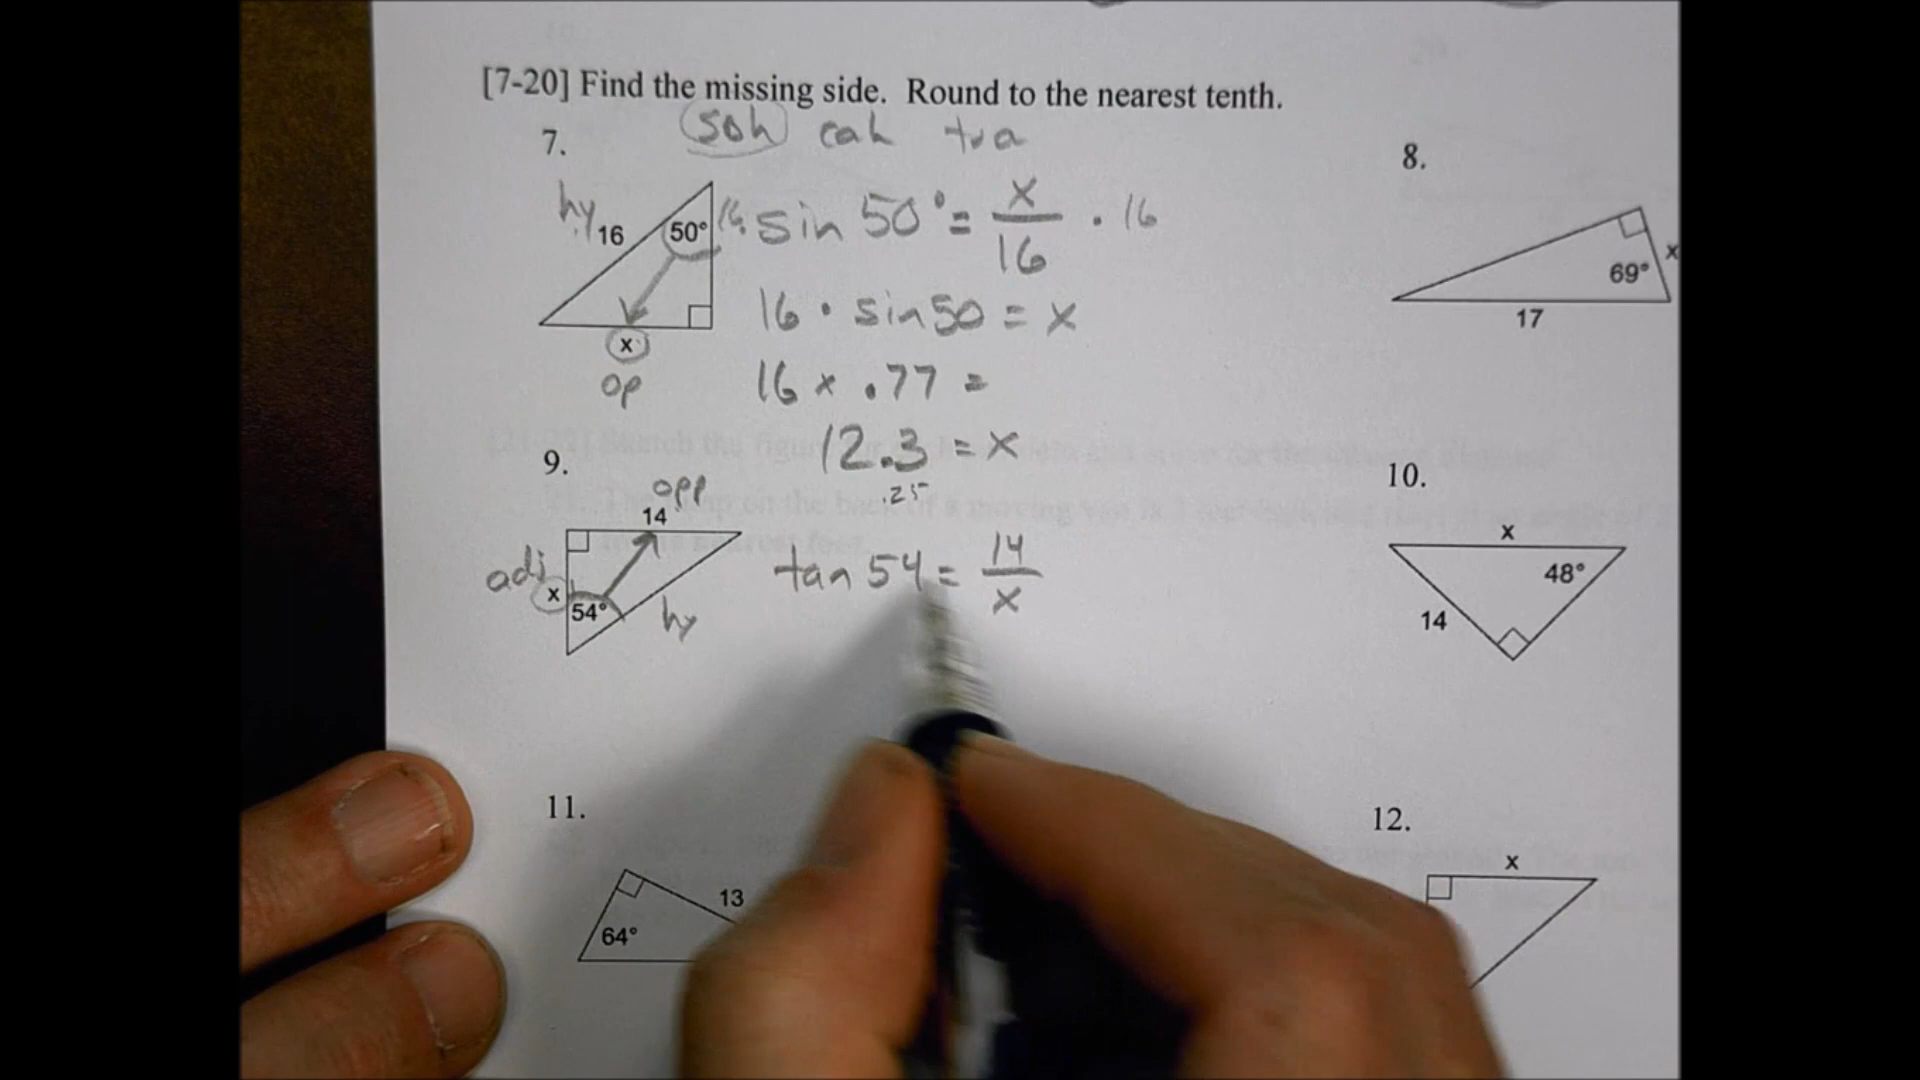 [7-20] Find the missing side. Round to the nearest tenth.
soh cah toa
7.
8.
hy
16
50°
x
op
16·sin 50°= x/16 · 16
16 · sin 50 = x
16 × .77 =
12.3 = x
.25
x
69°
17
9.
10.
opp
14
adj
x
54°
hy
tan 54 = 14/x
x
48°
14
11.
12.
13
64°
x